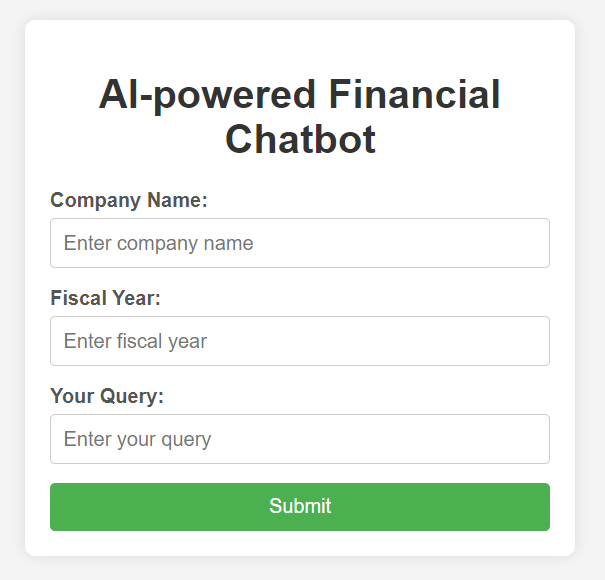 AI-powered Financial
Chatbot
Company Name:
Enter company name
Fiscal Year:
Enter fiscal year
Your Query:
Enter your query
Submit